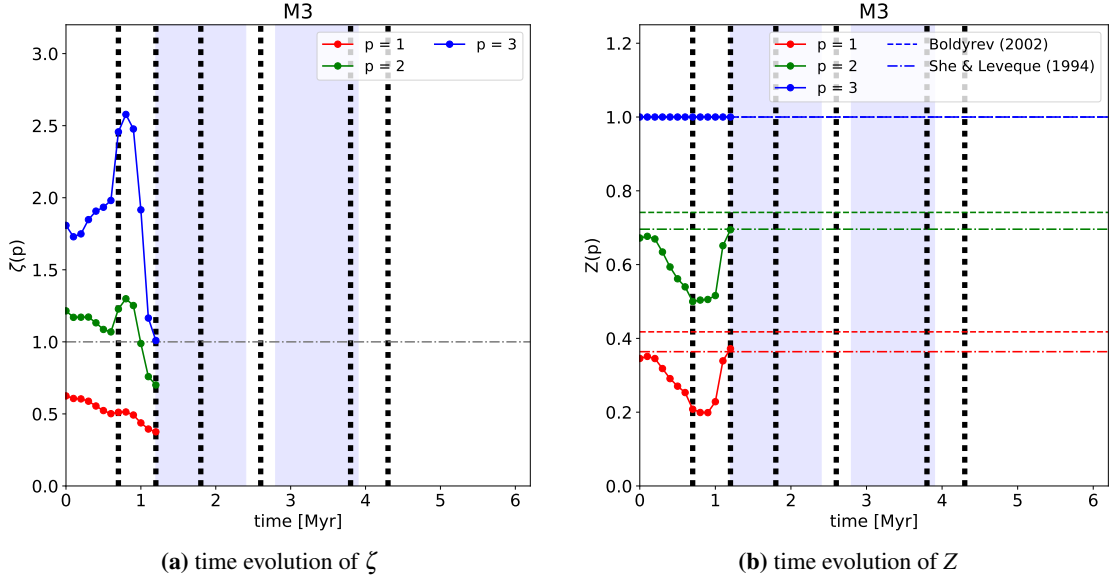 M3
3.0
2.5
2.0
1.5
1.0
0.5
0.0
ζ(p)
p = 1
p = 2
p = 3
0 1 2 3 4 5 6
time [Myr]
(a) time evolution of ζ
M3
1.2
1.0
0.8
0.6
0.4
0.2
0.0
Z(p)
p = 1
p = 2
p = 3
Boldyrev (2002)
She & Leveque (1994)
0 1 2 3 4 5 6
time [Myr]
(b) time evolution of Z